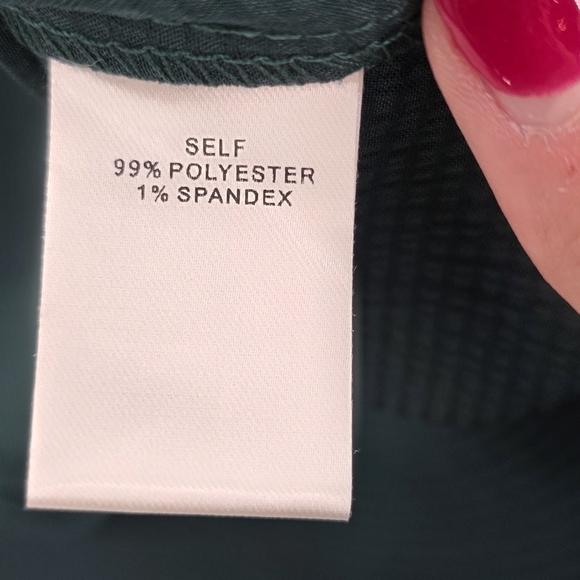 SELF
99% POLYESTER
1% SPANDEX